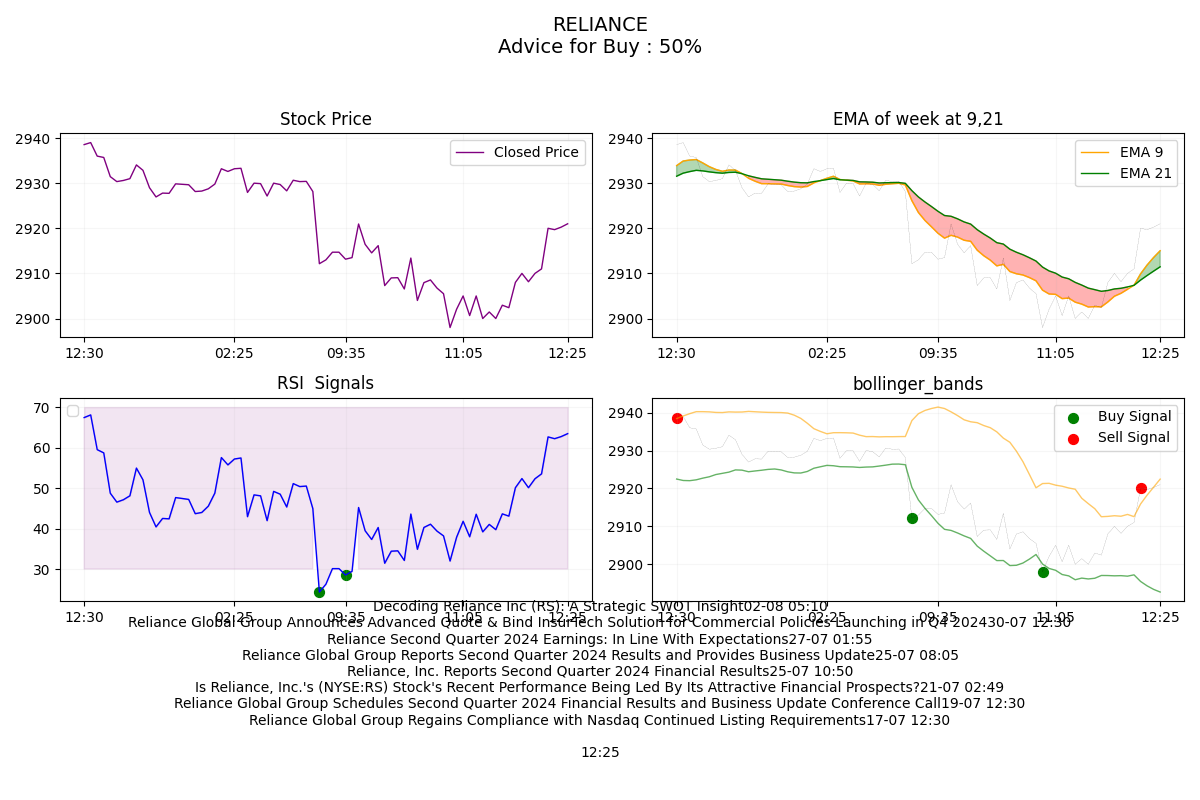 RELIANCE
Advice for Buy : 50%
Stock Price
2940
2930
2920
2910
2900
Closed Price
12:30 02:25 09:35 11:05 12:25
EMA of week at 9,21
2940
2930
2920
2910
2900
EMA 9
EMA 21
12:30 02:25 09:35 11:05 12:25
RSI Signals
70
60
50
40
30
12:30 02:25 09:35 11:05 12:25
bollinger_bands
2940
2930
2920
2910
2900
Buy Signal
Sell Signal
12:30 02:25 09:35 11:05 12:25
Decoding Reliance Inc (RS): A Strategic SWOT Insight02-08 05:10
Reliance Global Group Announces Advanced Quote & Bind InsurTech Solution for Commercial Policies Launching in Q4 202430-07 12:30
Reliance Second Quarter 2024 Earnings: In Line With Expectations27-07 01:55
Reliance Global Group Reports Second Quarter 2024 Results and Provides Business Update25-07 08:05
Reliance, Inc. Reports Second Quarter 2024 Financial Results25-07 10:50
Is Reliance, Inc.'s (NYSE:RS) Stock's Recent Performance Being Led By Its Attractive Financial Prospects?21-07 02:49
Reliance Global Group Schedules Second Quarter 2024 Financial Results and Business Update Conference Call19-07 12:30
Reliance Global Group Regains Compliance with Nasdaq Continued Listing Requirements17-07 12:30
12:25